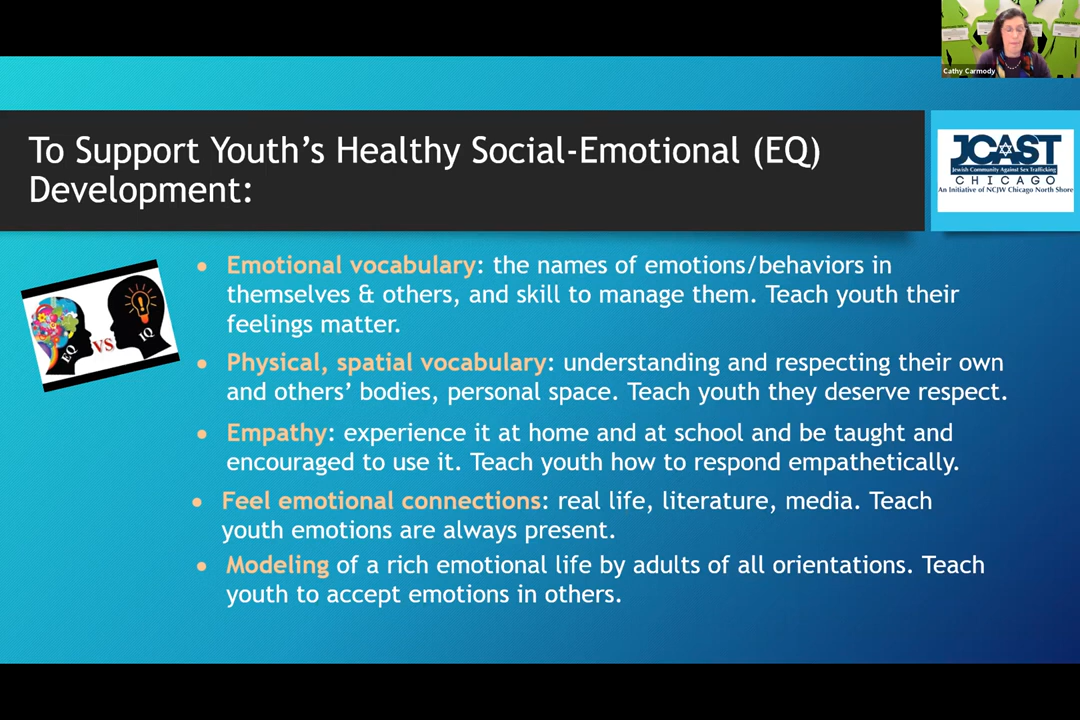 Cathy Carmody
To Support Youth's Healthy Social-Emotional (EQ)
Development:
JCAST
Jewish Community Against Sex Trafficking
CHICAGO
An Initiative of NCJW Chicago North Shore
EQ VS IQ
• Emotional vocabulary: the names of emotions/behaviors in
themselves & others, and skill to manage them. Teach youth their
feelings matter.
• Physical, spatial vocabulary: understanding and respecting their own
and others' bodies, personal space. Teach youth they deserve respect.
• Empathy: experience it at home and at school and be taught and
encouraged to use it. Teach youth how to respond empathetically.
• Feel emotional connections: real life, literature, media. Teach
youth emotions are always present.
• Modeling of a rich emotional life by adults of all orientations. Teach
youth to accept emotions in others.